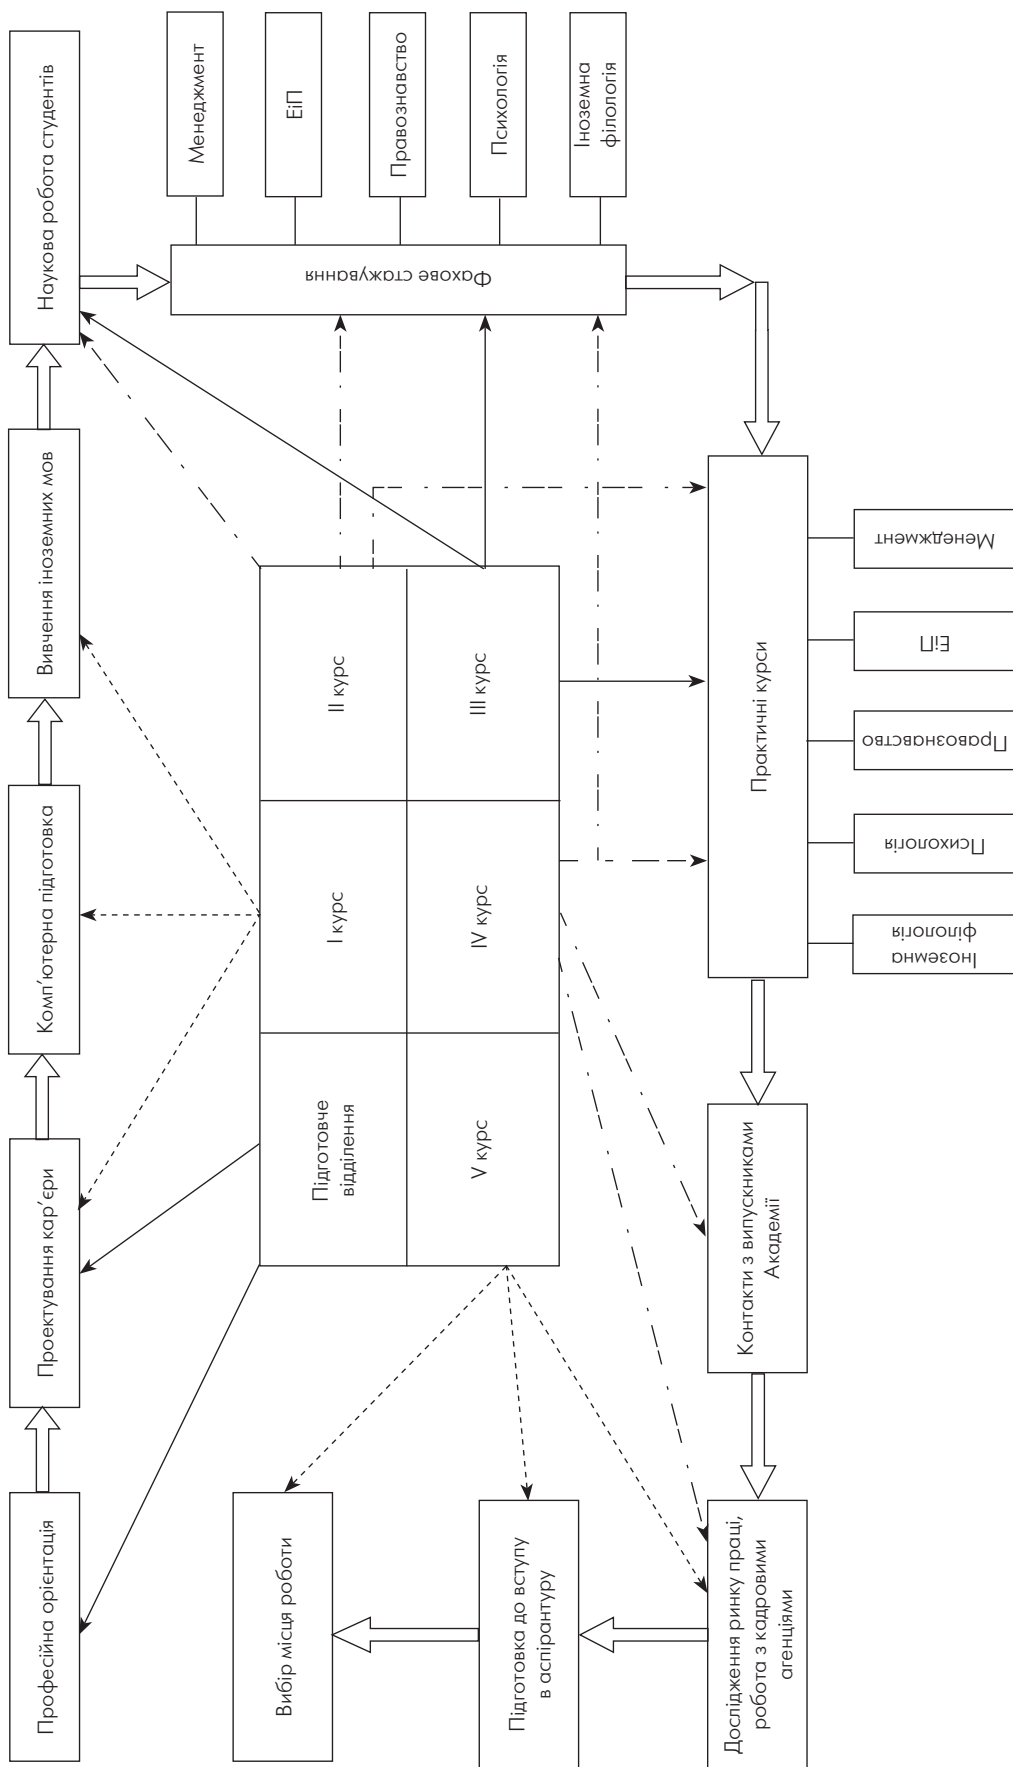 Професійна орієнтація
Проектування кар'єри
Комп'ютерна підготовка
Вивчення іноземних мов
Наукова робота студентів
Менеджмент
ЕіП
Правознавство
Психологія
Іноземна
філологія
Фахове стажування
Підготовче
відділення
І курс
ІІ курс
V курс
IV курс
ІІІ курс
Вибір місця роботи
Підготовка до вступу
в аспірантуру
Дослідження ринку праці,
робота з кадровими
агенціями
Контакти з випускниками
Академії
Практичні курси
Іноземна
філологія
Психологія
Правознавство
ЕіП
Менеджмент